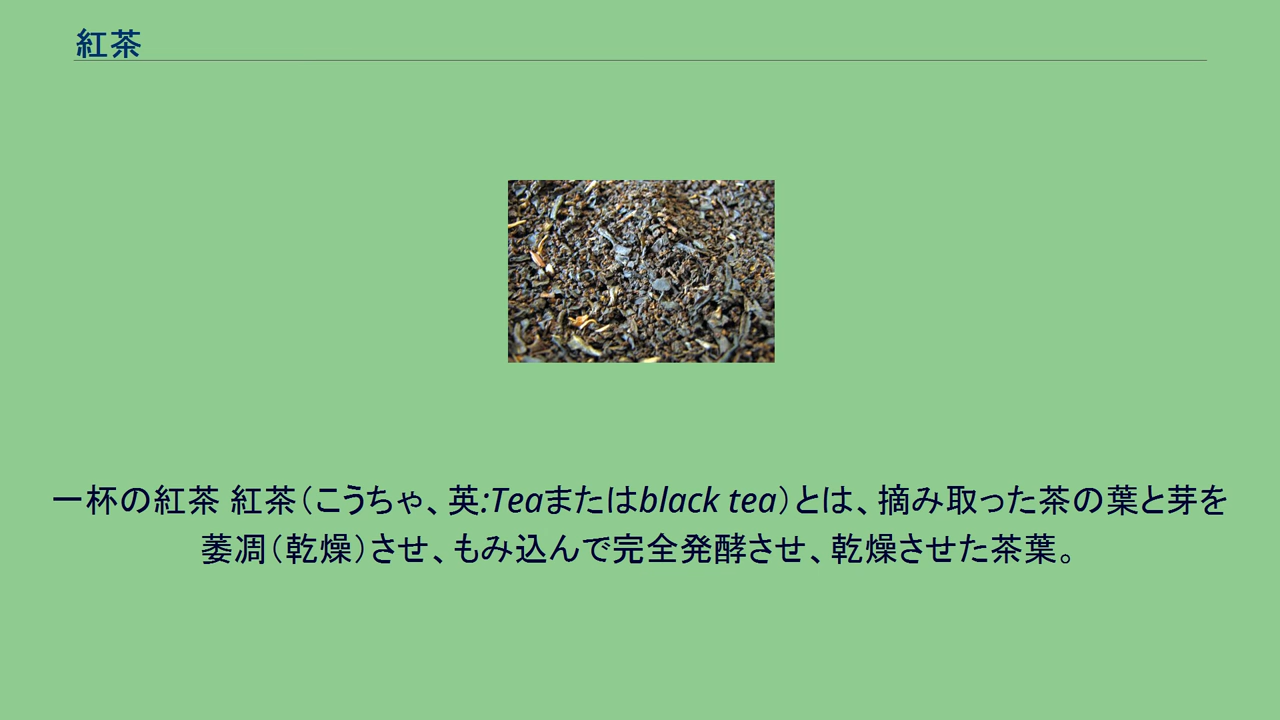 紅茶
一杯の紅茶 紅茶（こうちゃ、英:Teaまたはblack tea）とは、摘み取った茶の葉と芽を
萎凋（乾燥）させ、もみ込んで完全発酵させ、乾燥させた茶葉。